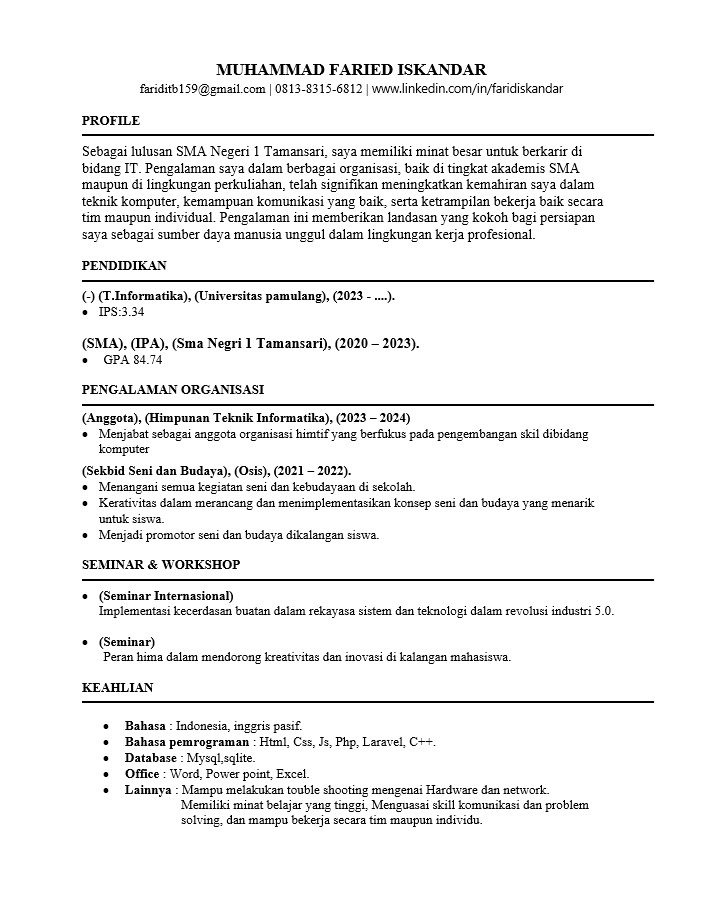 MUHAMMAD FARIED ISKANDAR
fariditb159@gmail.com | 0813-8315-6812 | www.linkedin.com/in/faridiskandar
PROFILE
Sebagai lulusan SMA Negeri 1 Tamansari, saya memiliki minat besar untuk berkarir di
bidang IT. Pengalaman saya dalam berbagai organisasi, baik di tingkat akademis SMA
maupun di lingkungan perkuliahan, telah signifikan meningkatkan kemahiran saya dalam
teknik komputer, kemampuan komunikasi yang baik, serta ketrampilan bekerja baik secara
tim maupun individual. Pengalaman ini memberikan landasan yang kokoh bagi persiapan
saya sebagai sumber daya manusia unggul dalam lingkungan kerja profesional.
PENDIDIKAN
(-) (T.Informatika), (Universitas pamulang), (2023 - ....).
• IPS:3.34
(SMA), (IPA), (Sma Negri 1 Tamansari), (2020 – 2023).
• GPA 84.74
PENGALAMAN ORGANISASI
(Anggota), (Himpunan Teknik Informatika), (2023 – 2024)
• Menjabat sebagai anggota organisasi himtif yang berfukus pada pengembangan skil dibidang
komputer
(Sekbid Seni dan Budaya), (Osis), (2021 – 2022).
• Menangani semua kegiatan seni dan kebudayaan di sekolah.
• Kerativitas dalam merancang dan menimplementasikan konsep seni dan budaya yang menarik
untuk siswa.
• Menjadi promotor seni dan budaya dikalangan siswa.
SEMINAR & WORKSHOP
• (Seminar Internasional)
Implementasi kecerdasan buatan dalam rekayasa sistem dan teknologi dalam revolusi industri 5.0.
• (Seminar)
Peran hima dalam mendorong kreativitas dan inovasi di kalangan mahasiswa.
KEAHLIAN
• Bahasa : Indonesia, inggris pasif.
• Bahasa pemrograman : Html, Css, Js, Php, Laravel, C++.
• Database : Mysql,sqlite.
• Office : Word, Power point, Excel.
• Lainnya : Mampu melakukan touble shooting mengenai Hardware dan network.
Memiliki minat belajar yang tinggi, Menguasai skill komunikasi dan problem
solving, dan mampu bekerja secara tim maupun individu.